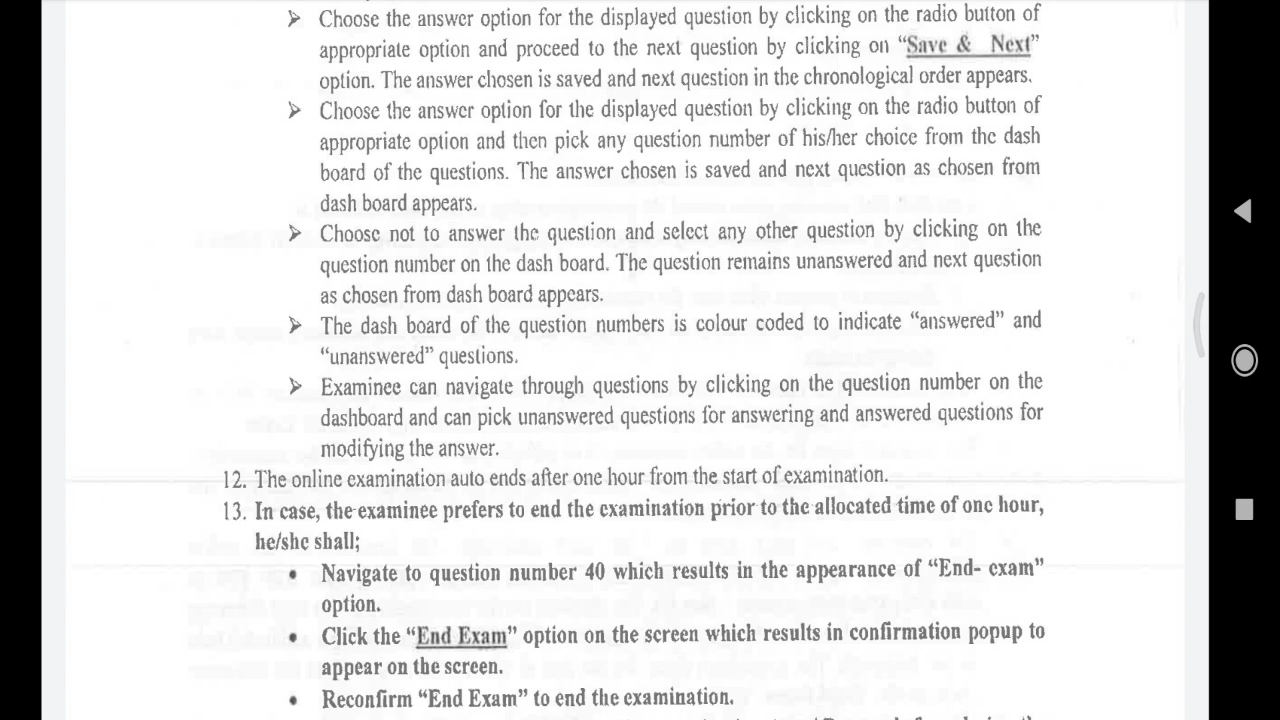 ➢ Choose the answer option for the displayed question by clicking on the radio button of
appropriate option and proceed to the next question by clicking on “Save & Next”
option. The answer chosen is saved and next question in the chronological order appears.
➢ Choose the answer option for the displayed question by clicking on the radio button of
appropriate option and then pick any question number of his/her choice from the dash
board of the questions. The answer chosen is saved and next question as chosen from
dash board appears.
➢ Choose not to answer the question and select any other question by clicking on the
question number on the dash board. The question remains unanswered and next question
as chosen from dash board appears.
➢ The dash board of the question numbers is colour coded to indicate “answered” and
“unanswered” questions.
➢ Examinee can navigate through questions by clicking on the question number on the
dashboard and can pick unanswered questions for answering and answered questions for
modifying the answer.
12. The online examination auto ends after one hour from the start of examination.
13. In case, the examinee prefers to end the examination prior to the allocated time of one hour,
he/she shall;
• Navigate to question number 40 which results in the appearance of “End- exam”
option.
• Click the “End Exam” option on the screen which results in confirmation popup to
appear on the screen.
• Reconfirm “End Exam” to end the examination.